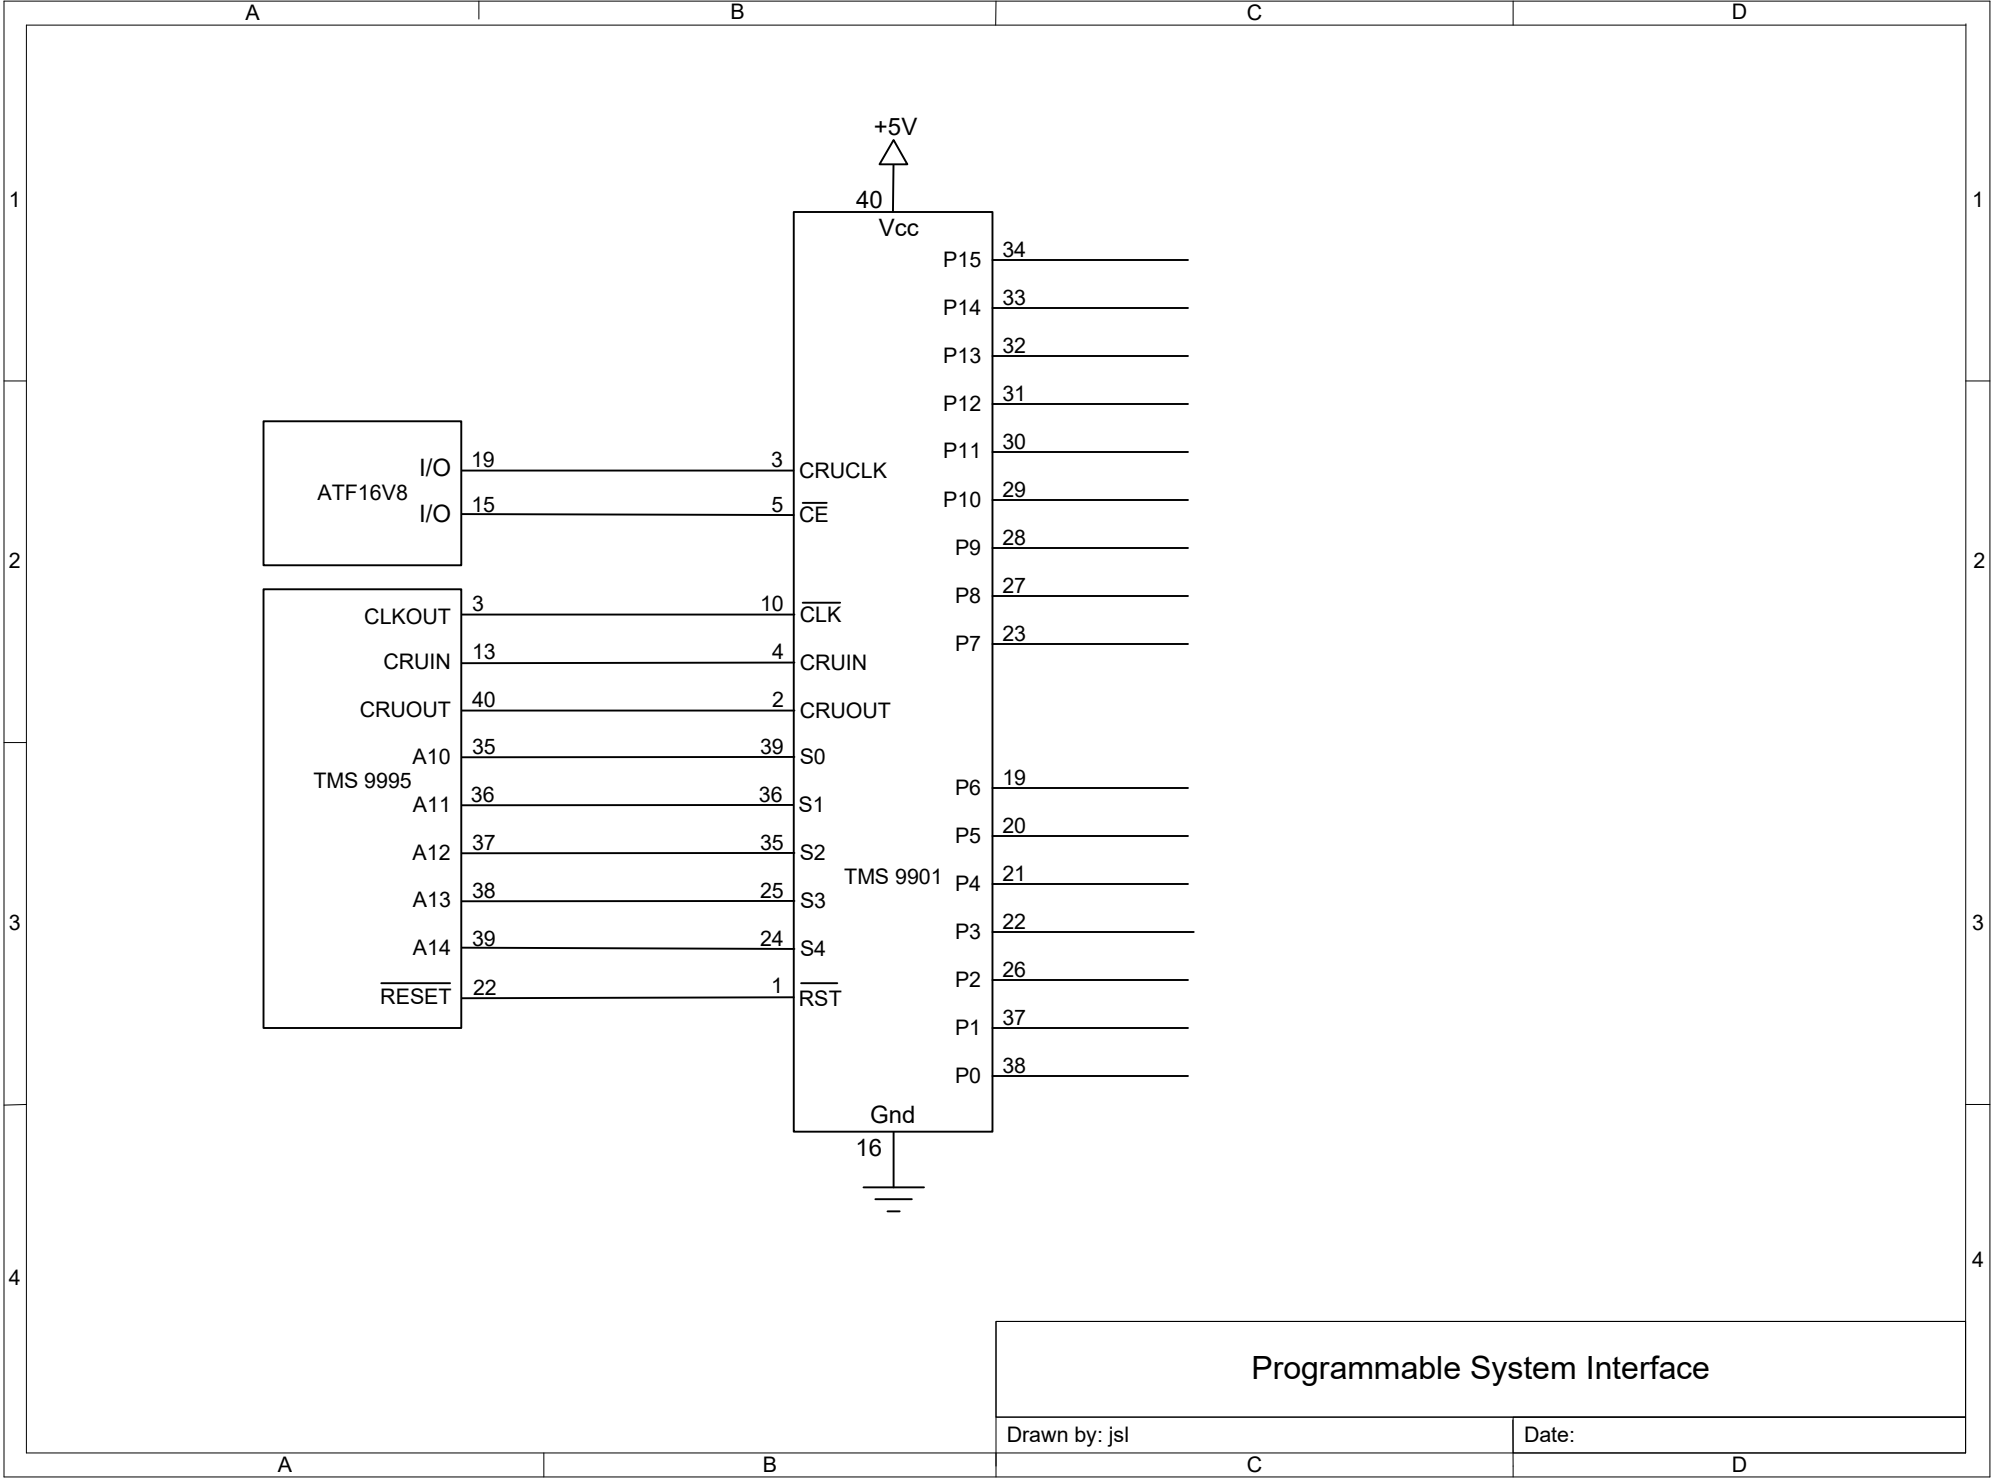 A B C D
+5V
1 40 1
Vcc
P15 34
P14 33
P13 32
P12 31
P11 30
I/O 19 3 CRUCLK
ATF16V8
P10 29
I/O 15 5 CE
P9 28
2 2
P8 27
CLKOUT 3 10 CLK
P7 23
CRUIN 13 4 CRUIN
CRUOUT 40 2 CRUOUT
A10 35 39 S0
TMS 9995
P6 19
A11 36 36 S1
P5 20
A12 37 35 S2
TMS 9901
P4 21
A13 38 25 S3
3 3
P3 22
A14 39 24 S4
P2 26
RESET 22 1 RST
P1 37
P0 38
Gnd
16
4 4
Programmable System Interface
Drawn by: jsl Date:
A B C D